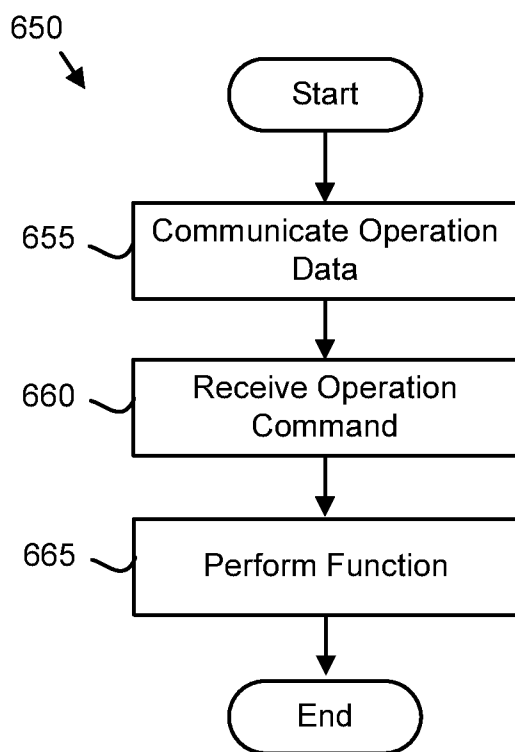 650
Start
655
Communicate Operation
Data
660
Receive Operation
Command
665
Perform Function
End